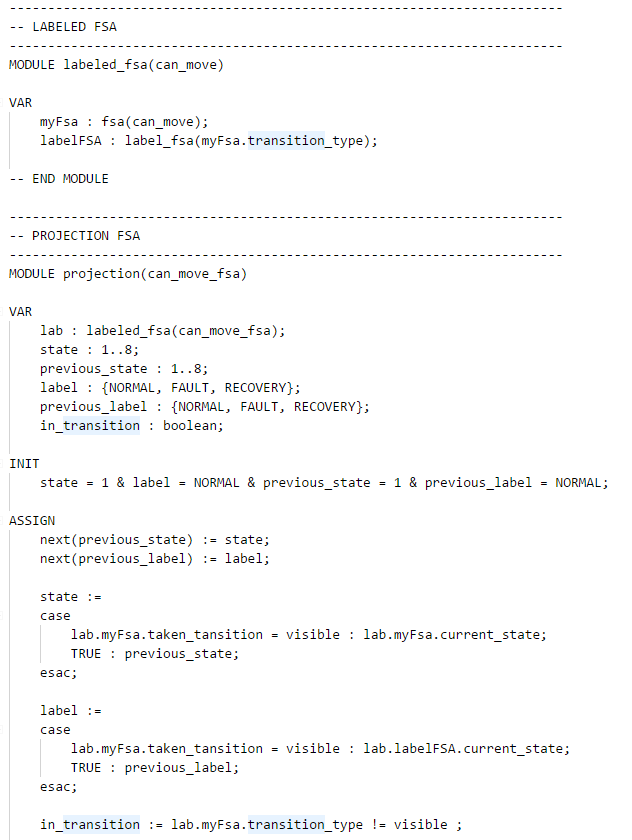 ------------------------------------------------------------------------
-- LABELED FSA
------------------------------------------------------------------------
MODULE labeled_fsa(can_move)
VAR
myFsa : fsa(can_move);
labelFSA : label_fsa(myFsa.transition_type);
-- END MODULE
------------------------------------------------------------------------
-- PROJECTION FSA
------------------------------------------------------------------------
MODULE projection(can_move_fsa)
VAR
lab : labeled_fsa(can_move_fsa);
state : 1..8;
previous_state : 1..8;
label : {NORMAL, FAULT, RECOVERY};
previous_label : {NORMAL, FAULT, RECOVERY};
in_transition : boolean;
INIT
state = 1 & label = NORMAL & previous_state = 1 & previous_label = NORMAL;
ASSIGN
next(previous_state) := state;
next(previous_label) := label;
state :=
case
lab.myFsa.taken_tansition = visible : lab.myFsa.current_state;
TRUE : previous_state;
esac;
label :=
case
lab.myFsa.taken_tansition = visible : lab.labelFSA.current_state;
TRUE : previous_label;
esac;
in_transition := lab.myFsa.transition_type != visible ;